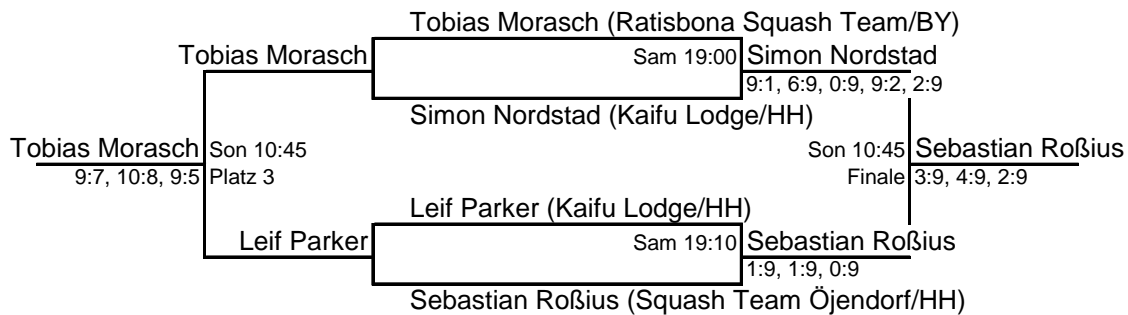 Tobias Morasch (Ratisbona Squash Team/BY)
Tobias Morasch Sam 19:00 Simon Nordstad
9:1, 6:9, 0:9, 9:2, 2:9
Simon Nordstad (Kaifu Lodge/HH)
Tobias Morasch Son 10:45 Son 10:45 Sebastian Roßius
9:7, 10:8, 9:5 Platz 3 Finale 3:9, 4:9, 2:9
Leif Parker (Kaifu Lodge/HH)
Leif Parker Sam 19:10 Sebastian Roßius
1:9, 1:9, 0:9
Sebastian Roßius (Squash Team Öjendorf/HH)